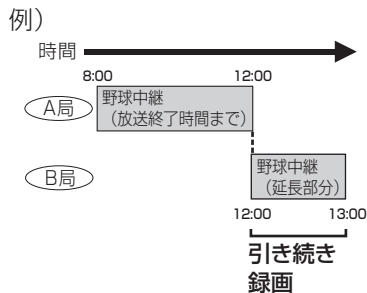 例）
時間
8:00 12:00
A局
野球中継
（放送終了時間まで）
B局
野球中継
（延長部分）
12:00 13:00
引き続き
録画